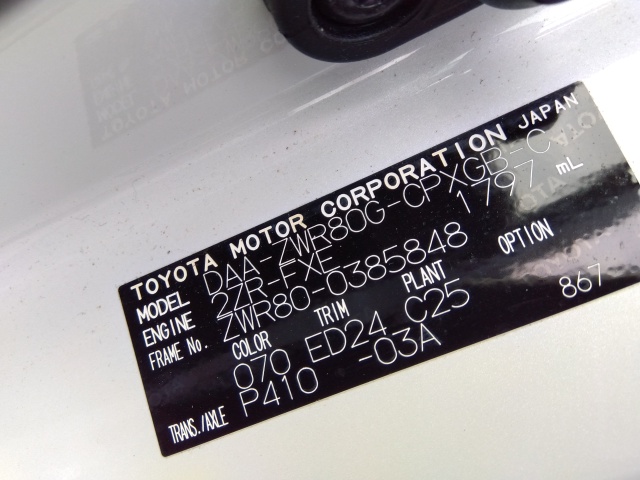 TOYOTA MOTOR CORPORATION JAPAN
MODEL DAA-ZWR80G-CPXGB-C
ENGINE 2ZR-FXE 1797 mL
FRAME No. ZWR80-0385848
COLOR TRIM PLANT OPTION
070 ED24 C25 867
TRANS./AXLE P410 -03A